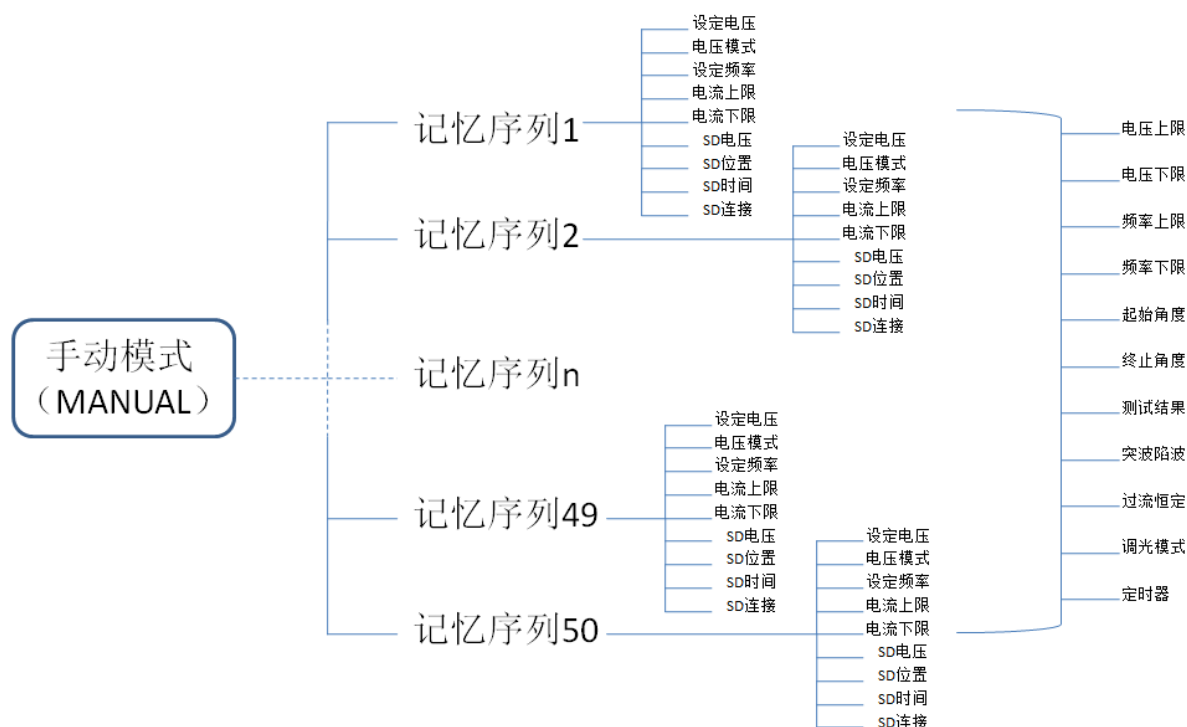 手动模式
（MANUAL）
记忆序列1
设定电压
电压模式
设定频率
电流上限
电流下限
SD电压
SD位置
SD时间
SD连接
记忆序列2
设定电压
电压模式
设定频率
电流上限
电流下限
SD电压
SD位置
SD时间
SD连接
记忆序列n
记忆序列49
设定电压
电压模式
设定频率
电流上限
电流下限
SD电压
SD位置
SD时间
SD连接
记忆序列50
设定电压
电压模式
设定频率
电流上限
电流下限
SD电压
SD位置
SD时间
SD连接
电压上限
电压下限
频率上限
频率下限
起始角度
终止角度
测试结果
突波陷波
过流恒定
调光模式
定时器